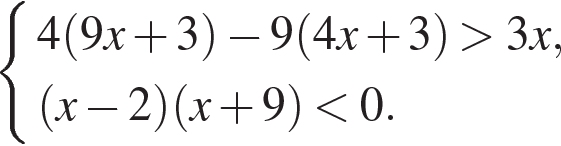 4(9x + 3) − 9(4x + 3) > 3x,
(x − 2)(x + 9) < 0.